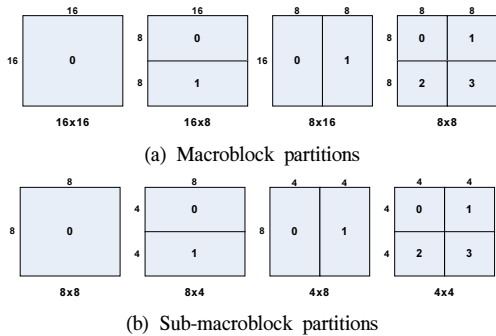 16 16 8 8 8 8
16 0 8 0 16 0 1 8 0 1
8 1 8 2 3
16x16 16x8 8x16 8x8
(a) Macroblock partitions
8 8 4 4 4 4
8 0 4 0 8 0 1 4 0 1
4 1 4 2 3
8x8 8x4 4x8 4x4
(b) Sub-macroblock partitions